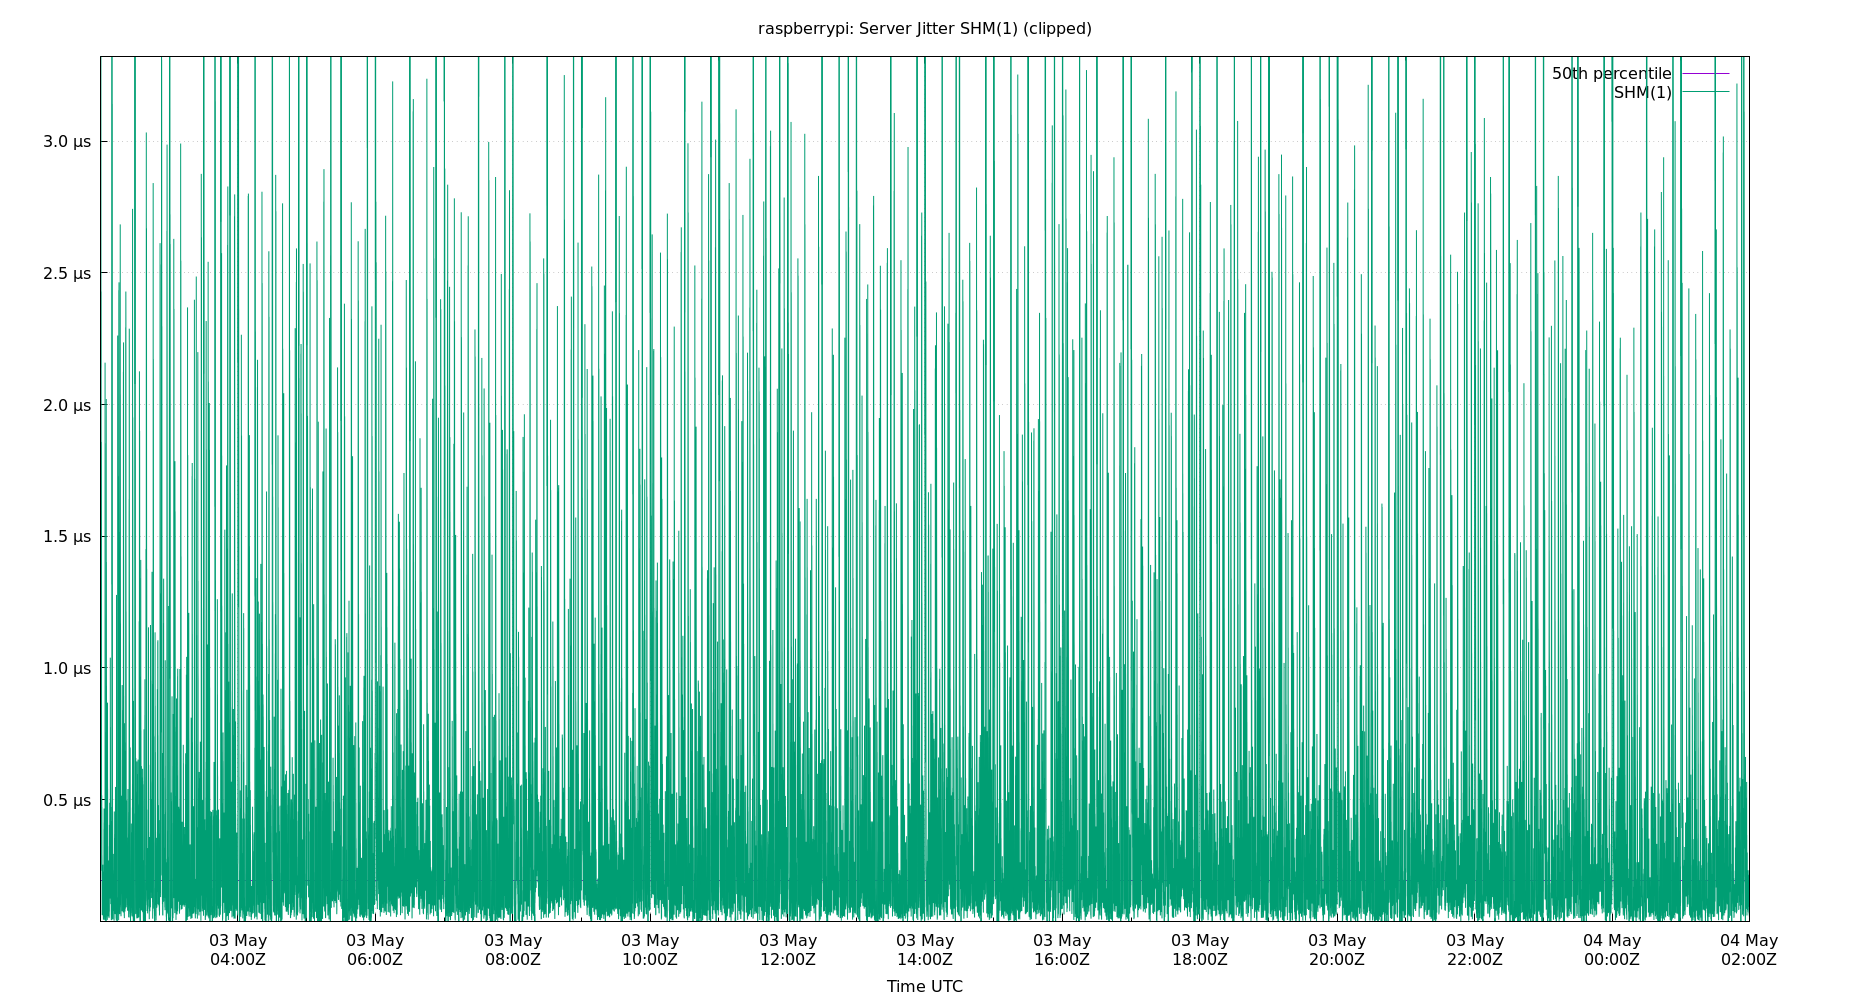 raspberrypi: Server Jitter SHM(1) (clipped)
50th percentile
SHM(1)
3.0 μs
2.5 μs
2.0 μs
1.5 μs
1.0 μs
0.5 μs
03 May 03 May 03 May 03 May 03 May 03 May 03 May 03 May 03 May 03 May 04 May 04 May
04:00Z 06:00Z 08:00Z 10:00Z 12:00Z 14:00Z 16:00Z 18:00Z 20:00Z 22:00Z 00:00Z 02:00Z
Time UTC